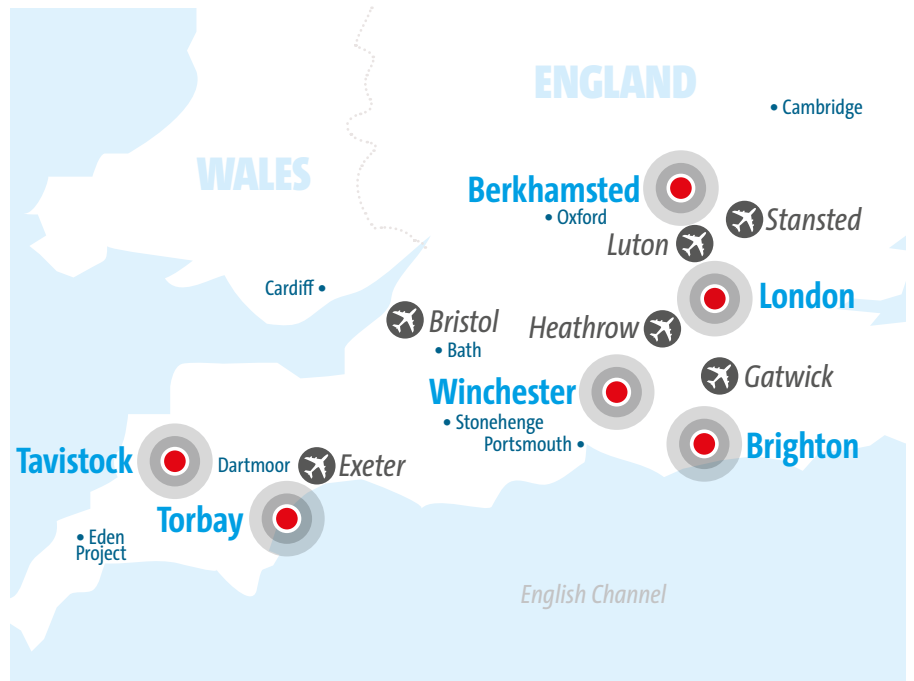 ENGLAND
• Cambridge
WALES
Berkhamsted
• Oxford
Stansted
Luton
Cardiff •
London
Bristol
Heathrow
• Bath
Gatwick
Winchester
• Stonehenge
Portsmouth •
Brighton
Tavistock
Dartmoor
Exeter
Torbay
• Eden
Project
English Channel